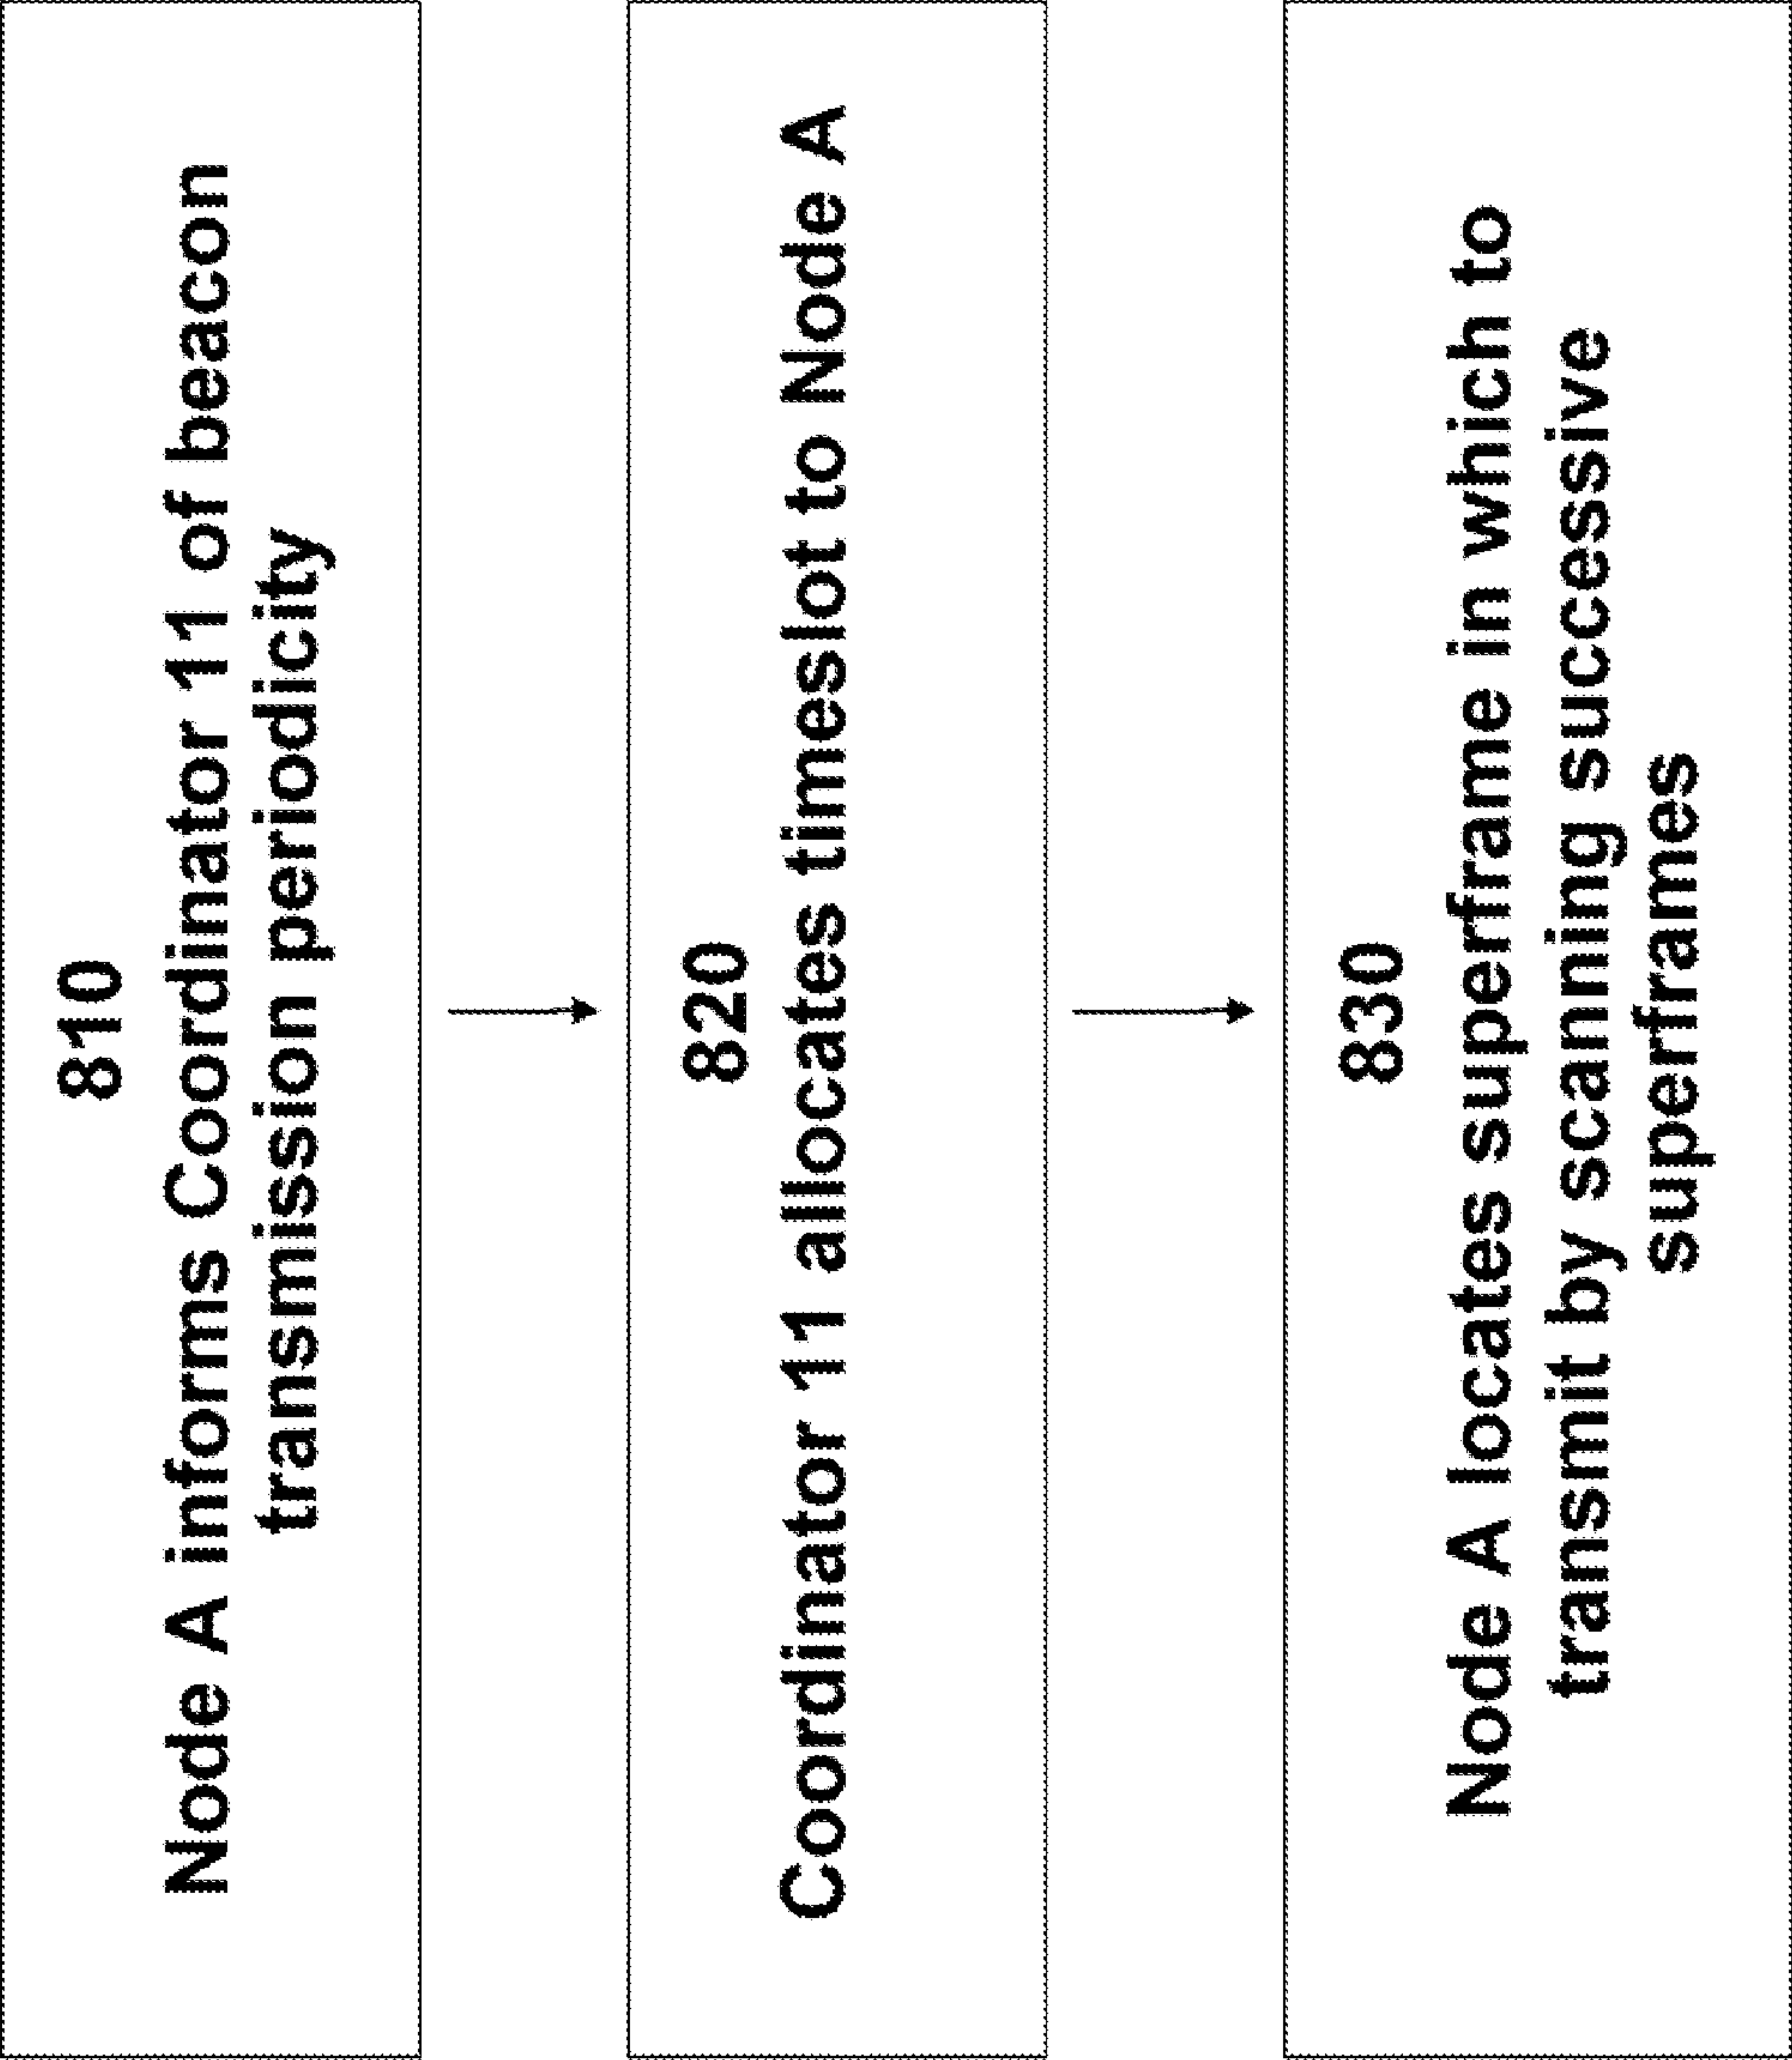 810
Node A informs Coordinator 11 of beacon
transmission periodicity
820
Coordinator 11 allocates timeslot to Node A
830
Node A locates superframe in which to
transmit by scanning successive
superframes